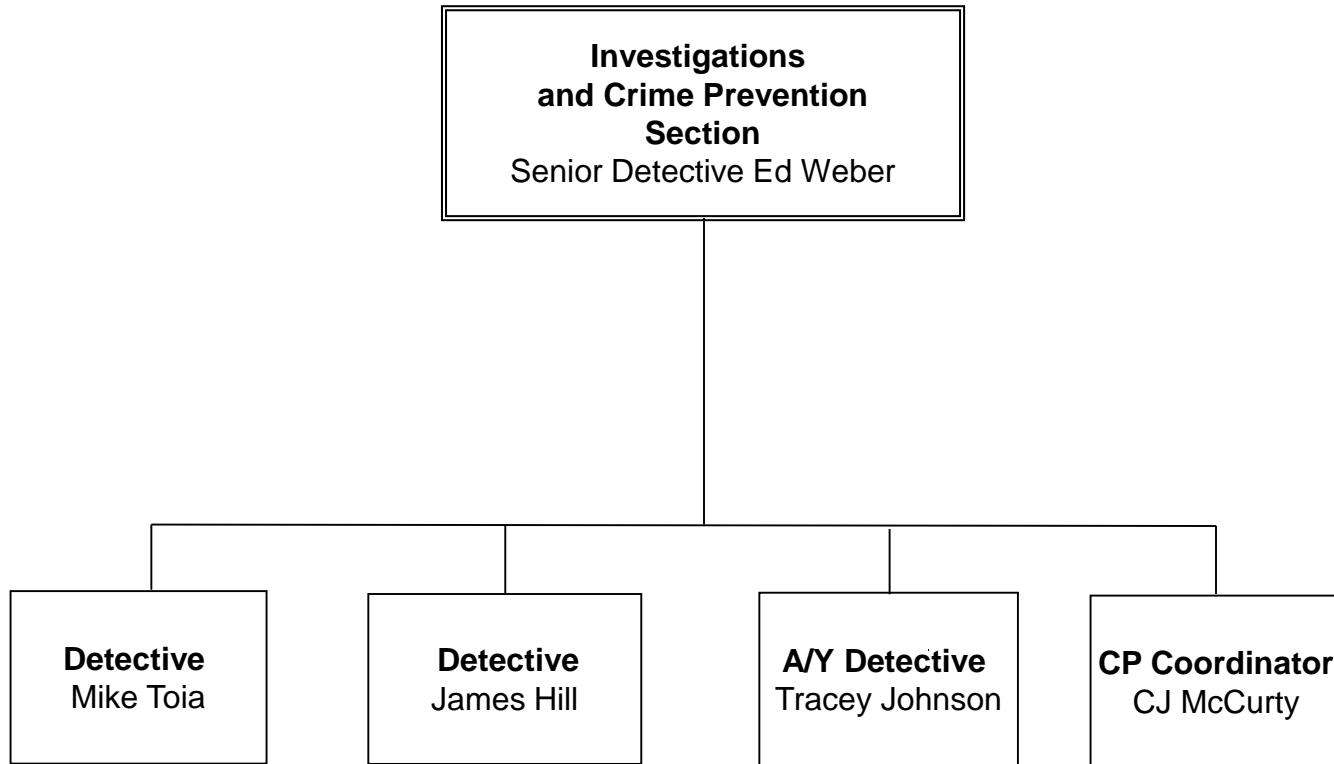 Investigations
and Crime Prevention
Section
Senior Detective Ed Weber
Detective
Mike Toia
Detective
James Hill
A/Y Detective
Tracey Johnson
CP Coordinator
CJ McCurty